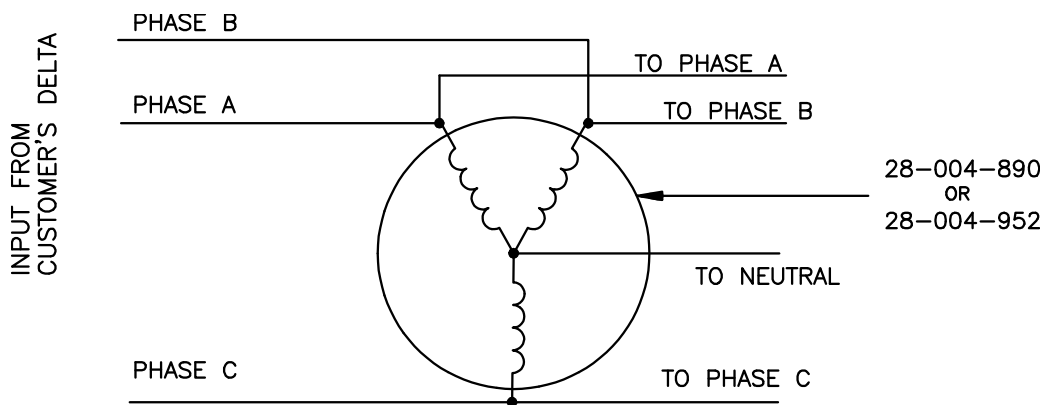 INPUT FROM
CUSTOMER'S DELTA
PHASE B
TO PHASE A
PHASE A
TO PHASE B
28-004-890
OR
28-004-952
TO NEUTRAL
PHASE C
TO PHASE C